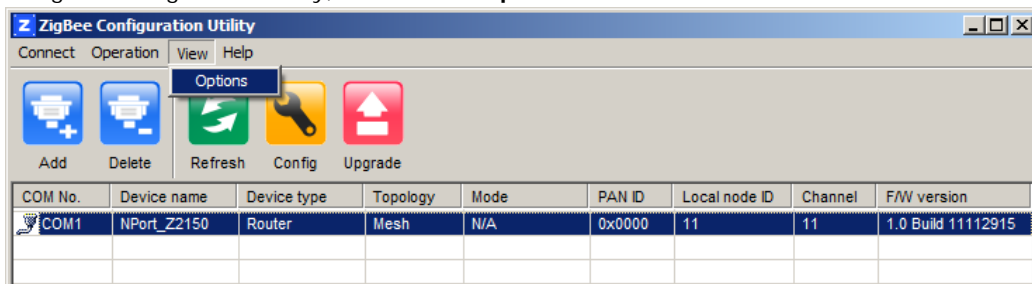 ZigBee Configuration Utility
Connect Operation View Help
Options
Add Delete Refresh Config Upgrade
COM No. Device name Device type Topology Mode PAN ID Local node ID Channel F/W version
COM1 NPort_Z2150 Router Mesh N/A 0x0000 11 11 1.0 Build 11112915